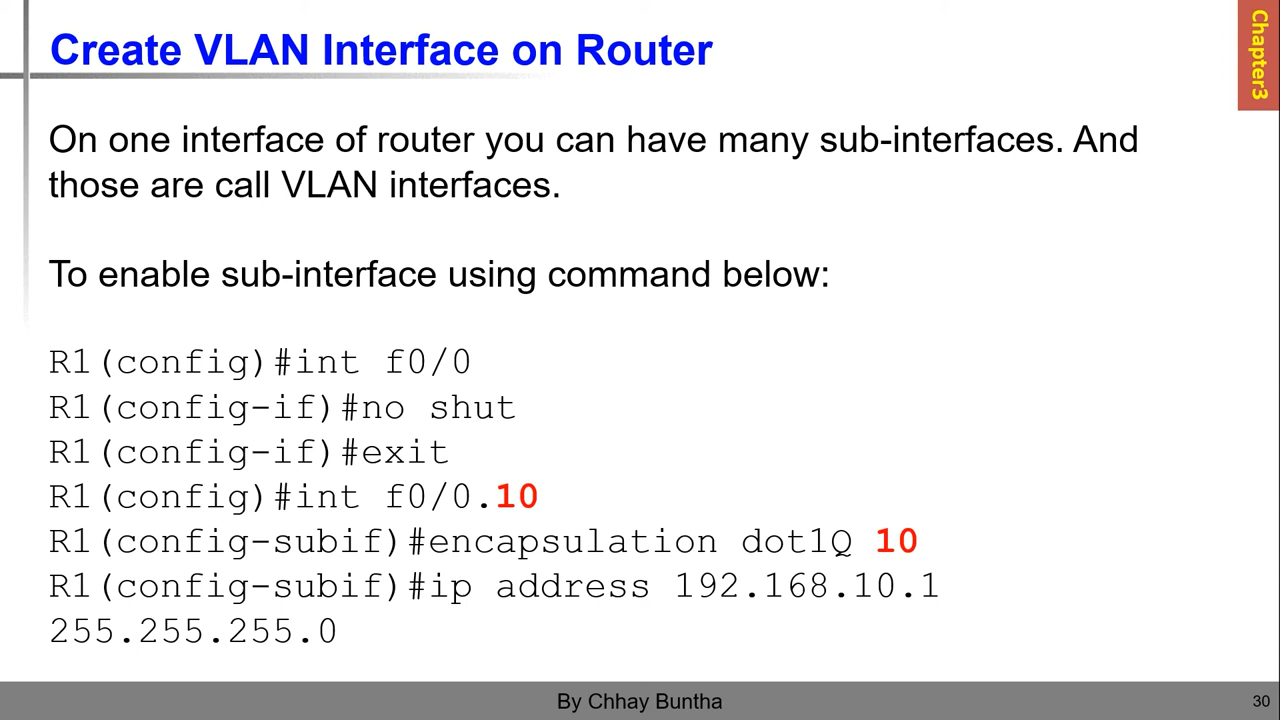 Create VLAN Interface on Router
Chapter3
On one interface of router you can have many sub-interfaces. And
those are call VLAN interfaces.
To enable sub-interface using command below:
R1(config)#int f0/0
R1(config-if)#no shut
R1(config-if)#exit
R1(config)#int f0/0.10
R1(config-subif)#encapsulation dot1Q 10
R1(config-subif)#ip address 192.168.10.1
255.255.255.0
By Chhay Buntha
30